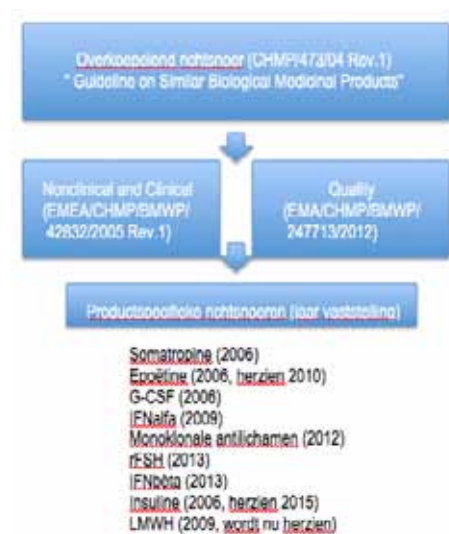 Overkoepelend richtsnoer (CHMP/473/04 Rev.1)
" Guideline on Similar Biological Medicinal Products"
Nonclinical and Clinical
(EMEA/CHMP/BMWP/
42832/2005 Rev.1)
Quality
(EMA/CHMP/BMWP/
247713/2012)
Productspecifieke richtsnoeren (jaar vaststelling)
Somatropine (2006)
Epoëtine (2006, herzien 2010)
G-CSF (2006)
IFNalfa (2009)
Monoklonale antilichamen (2012)
rFSH (2013)
IFNbèta (2013)
Insuline (2006, herzien 2015)
LMWH (2009, wordt nu herzien)